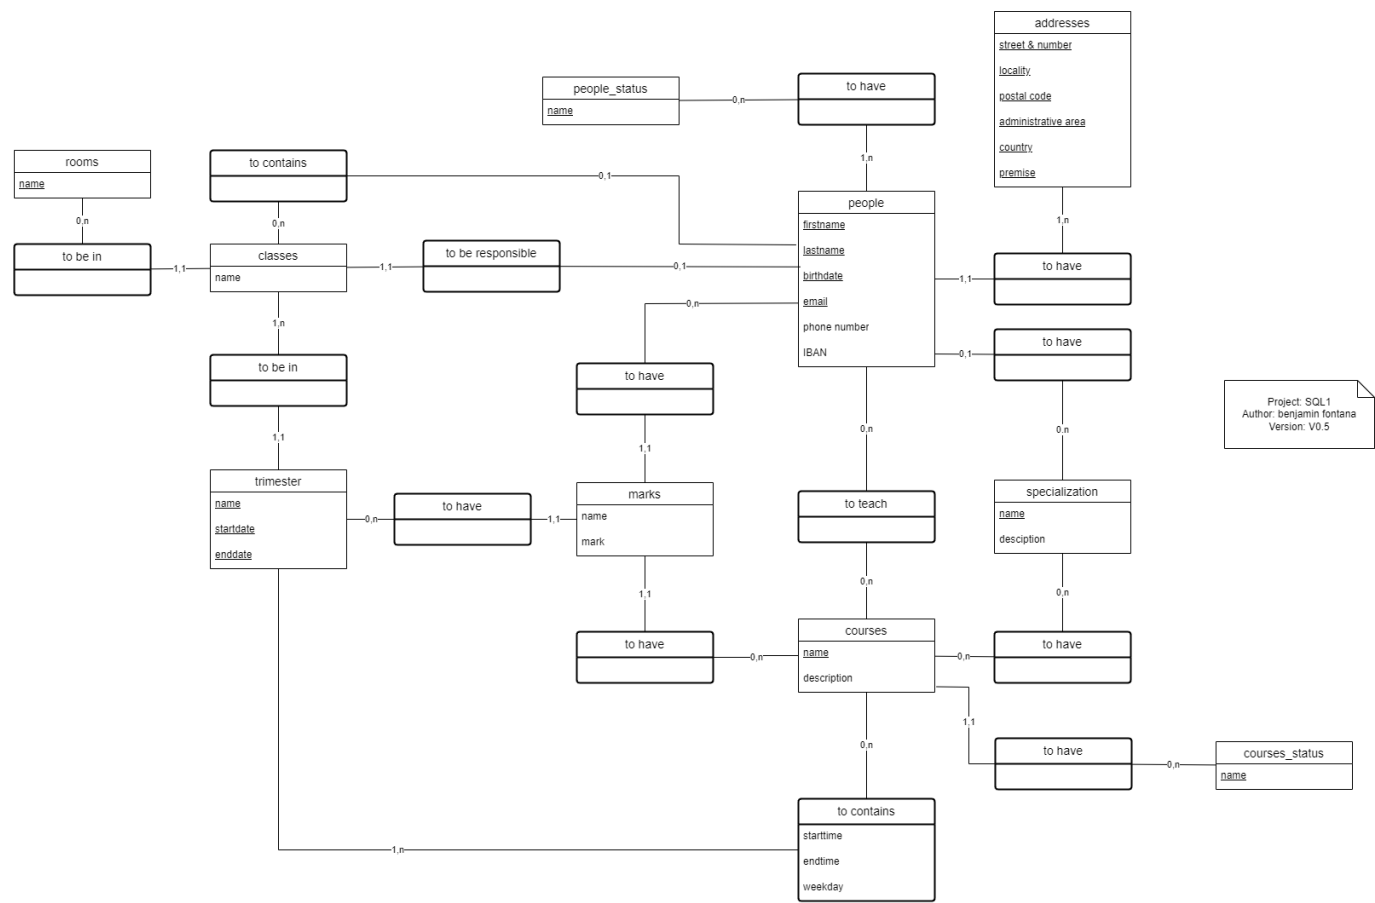 addresses
street & number
locality
postal code
administrative area
country
premise
people_status
name
0,n
to have
1,n
1,n
rooms
name
to contains
0,1
0,n
0,n
people
firstname
lastname
birthdate
email
phone number
IBAN
to be in
1,1
classes
name
1,1
to be responsible
0,1
1,1
to have
0,n
1,n
to be in
to have
0,1
to have
Project: SQL1
Author: benjamin fontana
Version: V0.5
1,1
1,1
0,n
0,n
trimester
name
startdate
enddate
0,n
to have
1,1
marks
name
mark
to teach
specialization
name
desciption
1,1
0,n
0,n
to have
0,n
courses
name
description
0,n
to have
1,1
0,n
to have
0,n
courses_status
name
to contains
starttime
endtime
weekday
1,n